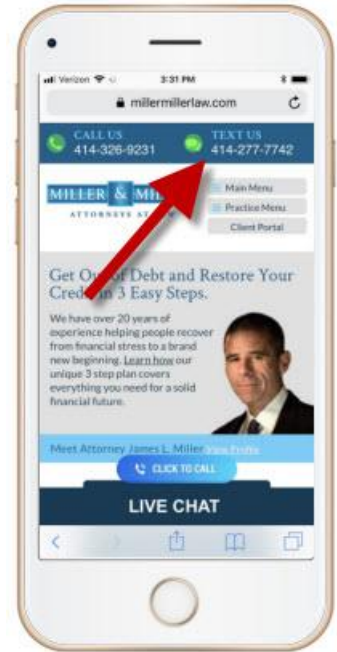 Verizon 3:31 PM
millermillerlaw.com
CALL US
414-326-9231
TEXT US
414-277-7742
MILLER & MI
ATTORNEYS AT
Main Menu
Practice Menu
Client Portal
Get Out of Debt and Restore Your
Credit in 3 Easy Steps.
We have over 20 years of
experience helping people recover
from financial stress to a brand
new beginning. Learn how our
unique 3 step plan covers
everything you need for a solid
financial future.
Meet Attorney James L. Miller View Profile
CLICK TO CALL
LIVE CHAT